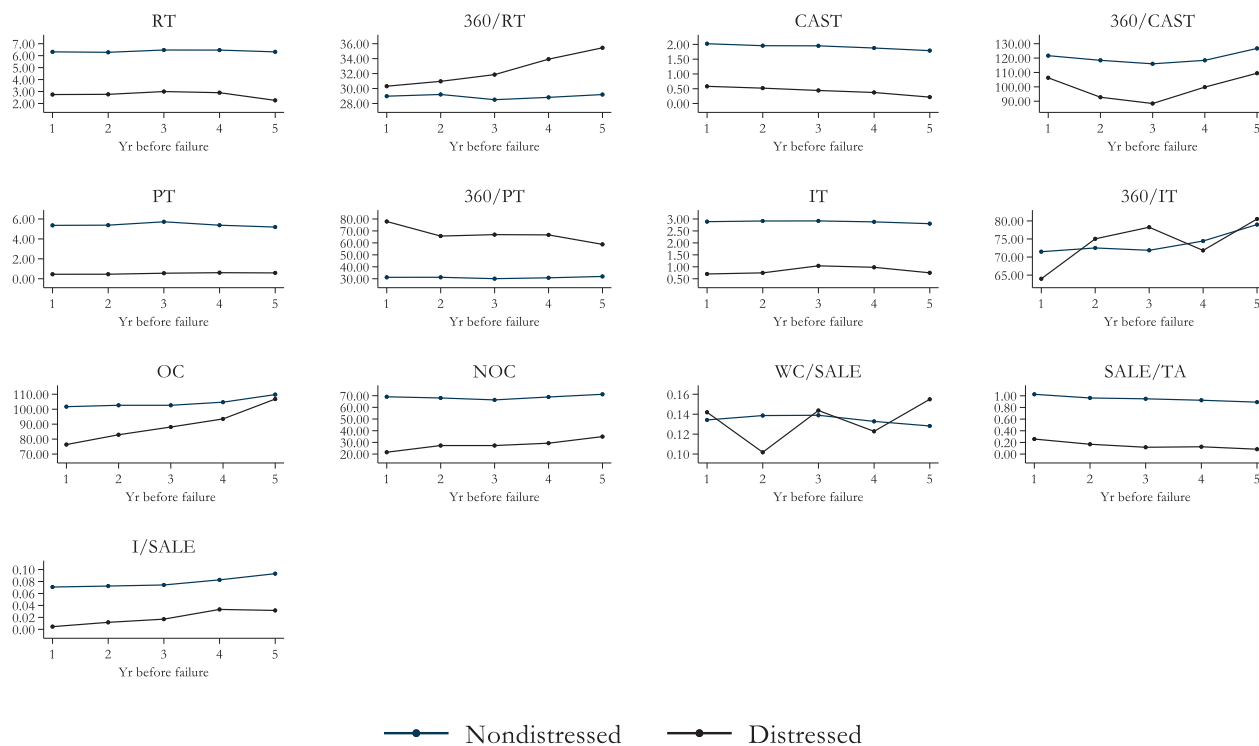 RT
7.00
6.00
5.00
4.00
3.00
2.00
1 2 3 4 5
Yr before failure
360/RT
36.00
34.00
32.00
30.00
28.00
1 2 3 4 5
Yr before failure
CAST
2.00
1.50
1.00
0.50
0.00
1 2 3 4 5
Yr before failure
360/CAST
130.00
120.00
110.00
100.00
90.00
1 2 3 4 5
Yr before failure
PT
6.00
4.00
2.00
0.00
1 2 3 4 5
Yr before failure
360/PT
80.00
70.00
60.00
50.00
40.00
30.00
1 2 3 4 5
Yr before failure
IT
3.00
2.50
2.00
1.50
1.00
0.50
1 2 3 4 5
Yr before failure
360/IT
80.00
75.00
70.00
65.00
1 2 3 4 5
Yr before failure
OC
110.00
100.00
90.00
80.00
70.00
1 2 3 4 5
Yr before failure
NOC
70.00
60.00
50.00
40.00
30.00
20.00
1 2 3 4 5
Yr before failure
WC/SALE
0.16
0.14
0.12
0.10
1 2 3 4 5
Yr before failure
SALE/TA
1.00
0.80
0.60
0.40
0.20
0.00
1 2 3 4 5
Yr before failure
I/SALE
0.10
0.08
0.06
0.04
0.02
0.00
1 2 3 4 5
Yr before failure
Nondistressed Distressed